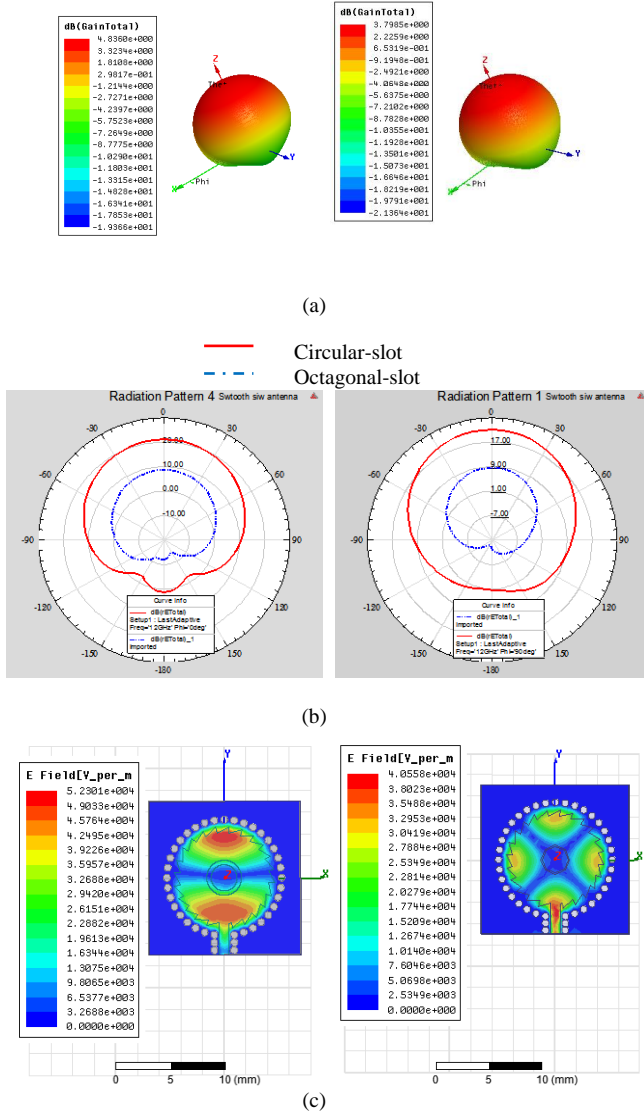 dB(GainTotal)
4.8360e+000
3.3234e+000
1.8108e+000
2.9817e-001
-1.2144e+000
-2.7271e+000
-4.2397e+000
-5.7523e+000
-7.2649e+000
-8.7775e+000
-1.0290e+001
-1.1803e+001
-1.3315e+001
-1.4828e+001
-1.6341e+001
-1.7853e+001
-1.9366e+001
Z
Y
X
Phi
dB(GainTotal)
3.7985e+000
2.2259e+000
6.5319e-001
-9.1948e-001
-2.4921e+000
-4.0648e+000
-5.6375e+000
-7.2102e+000
-8.7828e+000
-1.0355e+001
-1.1928e+001
-1.3501e+001
-1.5073e+001
-1.6646e+001
-1.8219e+001
-1.9791e+001
-2.1364e+001
Z
Y
X
Phi
(a)
Circular-slot
Octagonal-slot
Radiation Pattern 4 Swtooth siw antenna
0
-30 30
-60 60
-90 90
-120 120
-150 150
-180
20.00
10.00
0.00
-10.00
Curve Info
dB(rETotal)
Setup1 : LastAdaptive
Freq='12GHz' Phi='0deg'
dB(rETotal)_1
Imported
Radiation Pattern 1 Swtooth siw antenna
0
-30 30
-60 60
-90 90
-120 120
-150 150
-180
17.00
9.00
1.00
-7.00
Curve Info
dB(rETotal)_1
Imported
dB(rETotal)
Setup1 : LastAdaptive
Freq='12GHz' Phi='90deg'
(b)
E Field[V_per_m
5.2301e+004
4.9033e+004
4.5764e+004
4.2495e+004
3.9226e+004
3.5957e+004
3.2688e+004
2.9420e+004
2.6151e+004
2.2882e+004
1.9613e+004
1.6344e+004
1.3075e+004
9.8065e+003
6.5377e+003
3.2688e+003
0.0000e+000
Y
X
Z
0 5 10 (mm)
E Field[V_per_m
4.0558e+004
3.8023e+004
3.5488e+004
3.2953e+004
3.0419e+004
2.7884e+004
2.5349e+004
2.2814e+004
2.0279e+004
1.7744e+004
1.5209e+004
1.2674e+004
1.0140e+004
7.6046e+003
5.0698e+003
2.5349e+003
0.0000e+000
Y
X
Z
0 5 10 (mm)
(c)